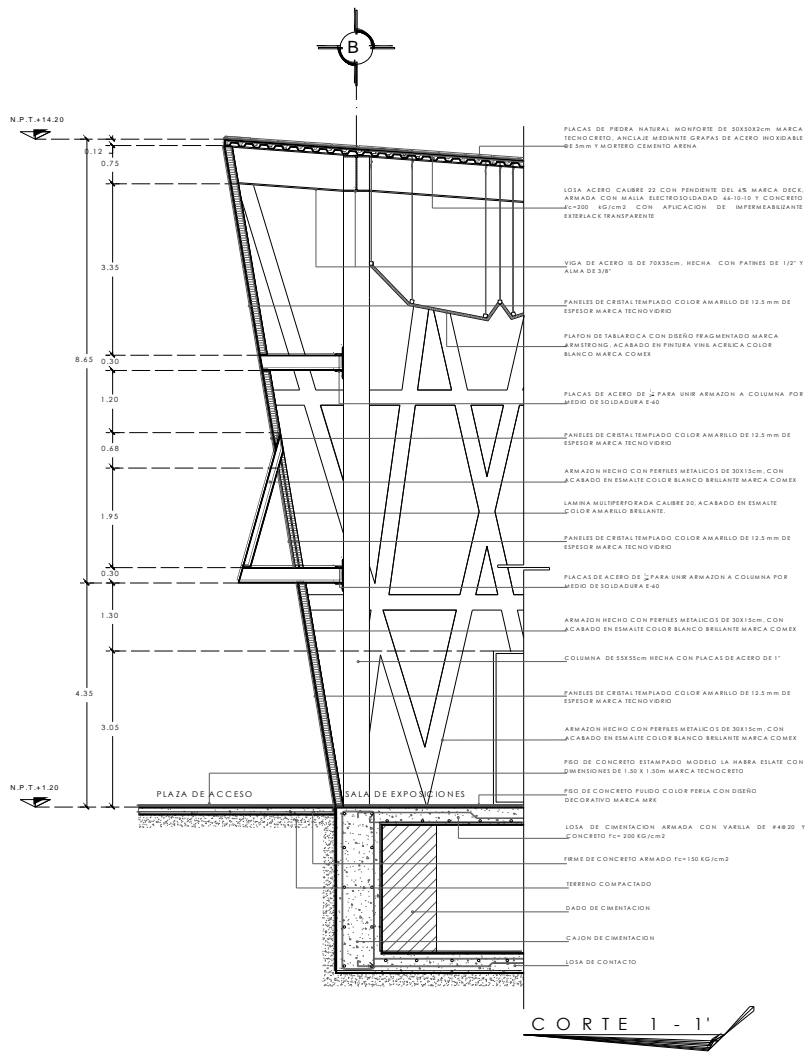 B
N.P.T.+14.20
0.12
0.75
3.35
8.65
0.30
1.20
0.68
1.95
0.30
1.30
4.35
3.05
N.P.T.+1.20
PLAZA DE ACCESO
SALA DE EXPOSICIONES
PLACAS DE PIEDRA NATURAL MONFORTE DE 50X50X2cm MARCA
TECNOCRETO, ANCLAJE MEDIANTE GRAPAS DE ACERO INOXIDABLE
DE 5mm Y MORTERO CEMENTO ARENA
LOSA ACERO CALIBRE 22 CON PENDIENTE DEL 6% MARCA DECK,
ARMADA CON MALLA ELECTROSOLDADAD 66-10-10 Y CONCRETO
f'c=200 KG/cm2 CON APLICACION DE IMPERMEABILIZANTE
EXTERLACK TRANSPARENTE
VIGA DE ACERO IS DE 70X35cm, HECHA CON PATINES DE 1/2" Y
ALMA DE 3/8"
PANELES DE CRISTAL TEMPLADO COLOR AMARILLO DE 12.5 mm DE
ESPESOR MARCA TECNOVIDRIO
PLAFON DE TABLAROCA CON DISEÑO FRAGMENTADO MARCA
ARMSTRONG, ACABADO EN PINTURA VINIL ACRILICA COLOR
BLANCO MARCA COMEX
PLACAS DE ACERO DE PARA UNIR ARMAZON A COLUMNA POR
MEDIO DE SOLDADURA E-60
PANELES DE CRISTAL TEMPLADO COLOR AMARILLO DE 12.5 mm DE
ESPESOR MARCA TECNOVIDRIO
ARMAZON HECHO CON PERFILES METALICOS DE 30X15cm, CON
ACABADO EN ESMALTE COLOR BLANCO BRILLANTE MARCA COMEX
LAMINA MULTIPERFORADA CALIBRE 20, ACABADO EN ESMALTE
COLOR AMARILLO BRILLANTE.
PANELES DE CRISTAL TEMPLADO COLOR AMARILLO DE 12.5 mm DE
ESPESOR MARCA TECNOVIDRIO
PLACAS DE ACERO DE PARA UNIR ARMAZON A COLUMNA POR
MEDIO DE SOLDADURA E-60
ARMAZON HECHO CON PERFILES METALICOS DE 30X15cm, CON
ACABADO EN ESMALTE COLOR BLANCO BRILLANTE MARCA COMEX
COLUMNA DE 55X55cm HECHA CON PLACAS DE ACERO DE 1"
PANELES DE CRISTAL TEMPLADO COLOR AMARILLO DE 12.5 mm DE
ESPESOR MARCA TECNOVIDRIO
ARMAZON HECHO CON PERFILES METALICOS DE 30X15cm, CON
ACABADO EN ESMALTE COLOR BLANCO BRILLANTE MARCA COMEX
PISO DE CONCRETO ESTAMPADO MODELO LA HABRA ESLATE CON
DIMENSIONES DE 1.50 X 1.50m MARCA TECNOCRETO
PISO DE CONCRETO PULIDO COLOR PERLA CON DISEÑO
DECORATIVO MARCA MRK
LOSA DE CIMENTACION ARMADA CON VARILLA DE #4@20 Y
CONCRETO f'c= 200 KG/cm2
FIRME DE CONCRETO ARMADO f'c=150 KG/cm2
TERRENO COMPACTADO
DADO DE CIMENTACION
CAJON DE CIMENTACION
LOSA DE CONTACTO
CORTE 1 - 1'